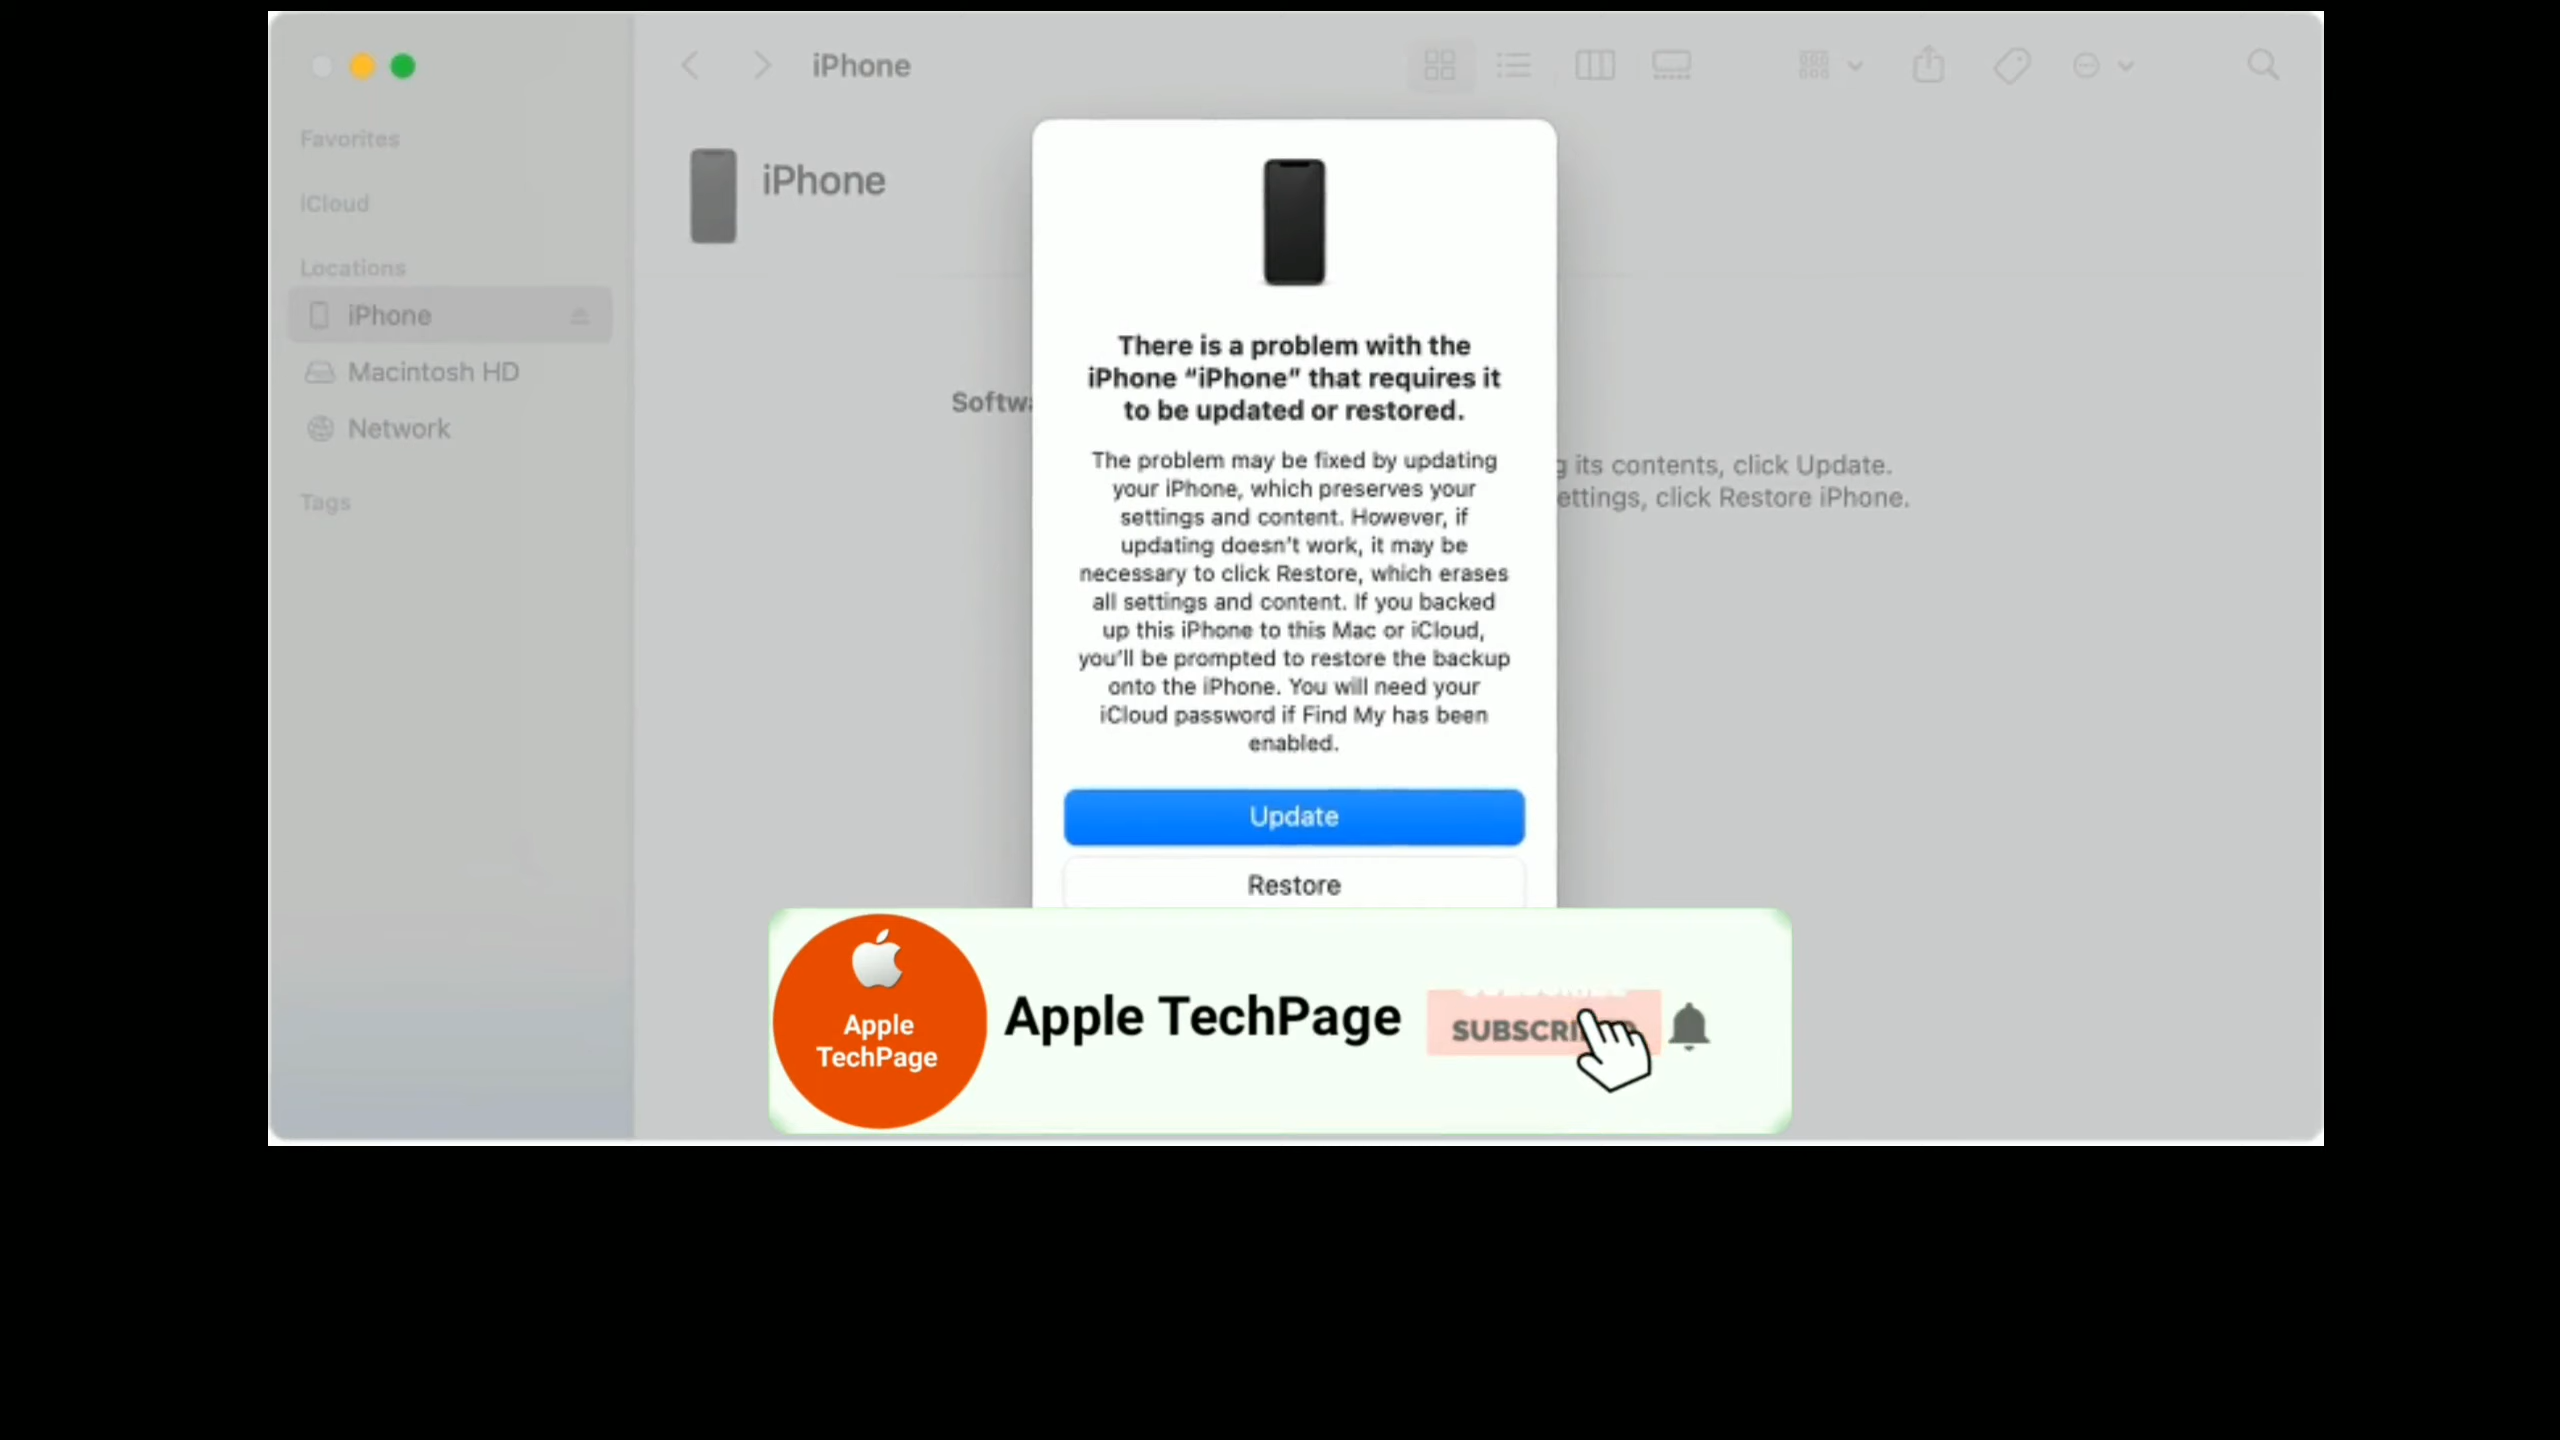 iPhone
Favorites
iCloud
Locations
iPhone
Macintosh HD
Network
Tags
iPhone
Softwa
g its contents, click Update.
ettings, click Restore iPhone.
There is a problem with the
iPhone “iPhone” that requires it
to be updated or restored.
The problem may be fixed by updating
your iPhone, which preserves your
settings and content. However, if
updating doesn't work, it may be
necessary to click Restore, which erases
all settings and content. If you backed
up this iPhone to this Mac or iCloud,
you'll be prompted to restore the backup
onto the iPhone. You will need your
iCloud password if Find My has been
enabled.
Update
Restore
Apple
TechPage
Apple TechPage